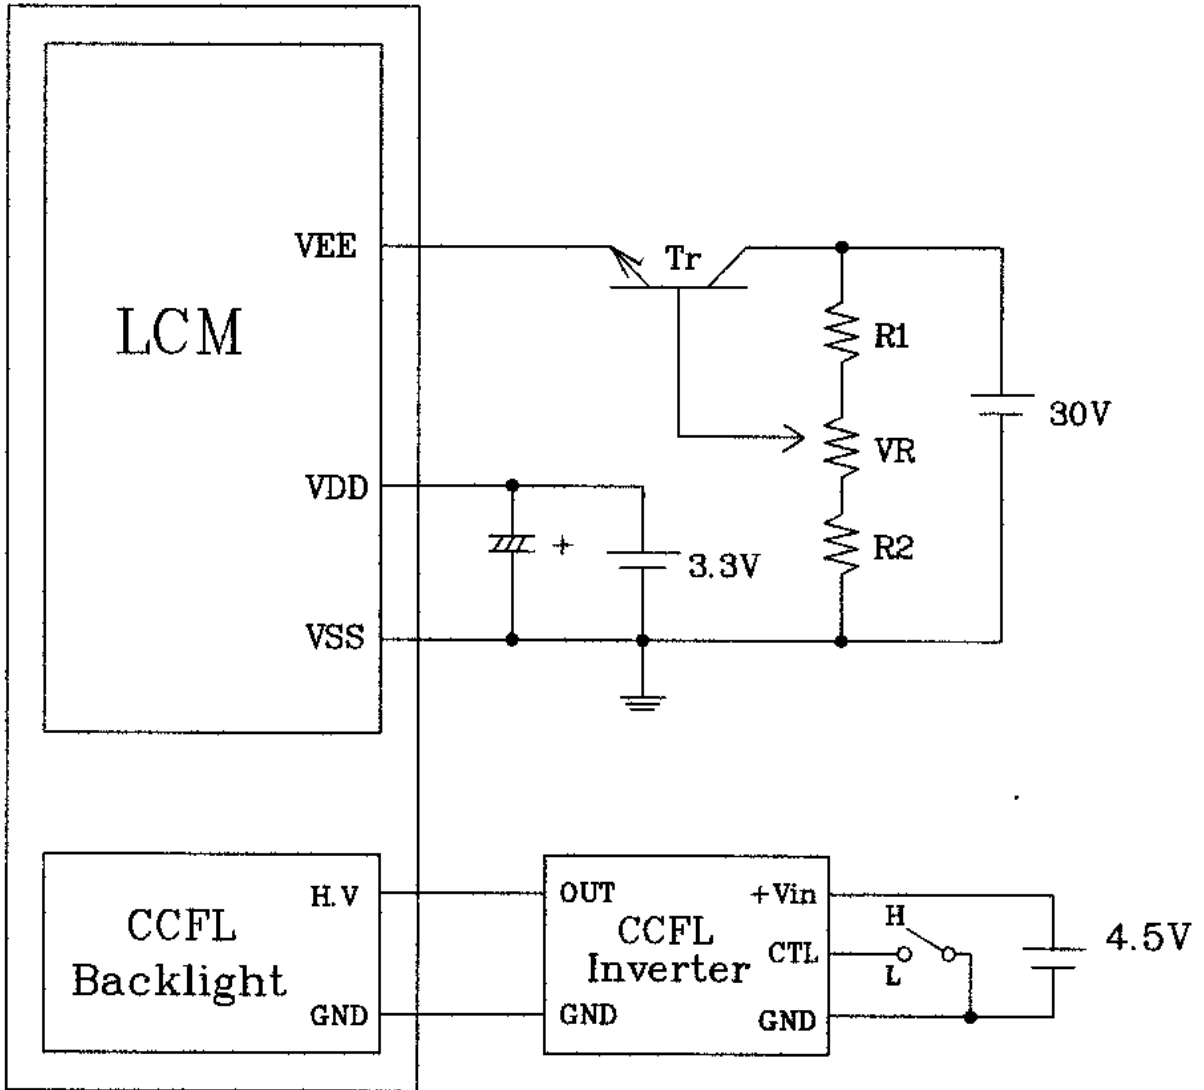 VEE
Tr
LCM
R1
30V
VR
VDD
+
3.3V
R2
VSS
H.V
OUT
+Vin
CCFL
Backlight
CCFL
Inverter
CTL
H
L
4.5V
GND
GND
GND